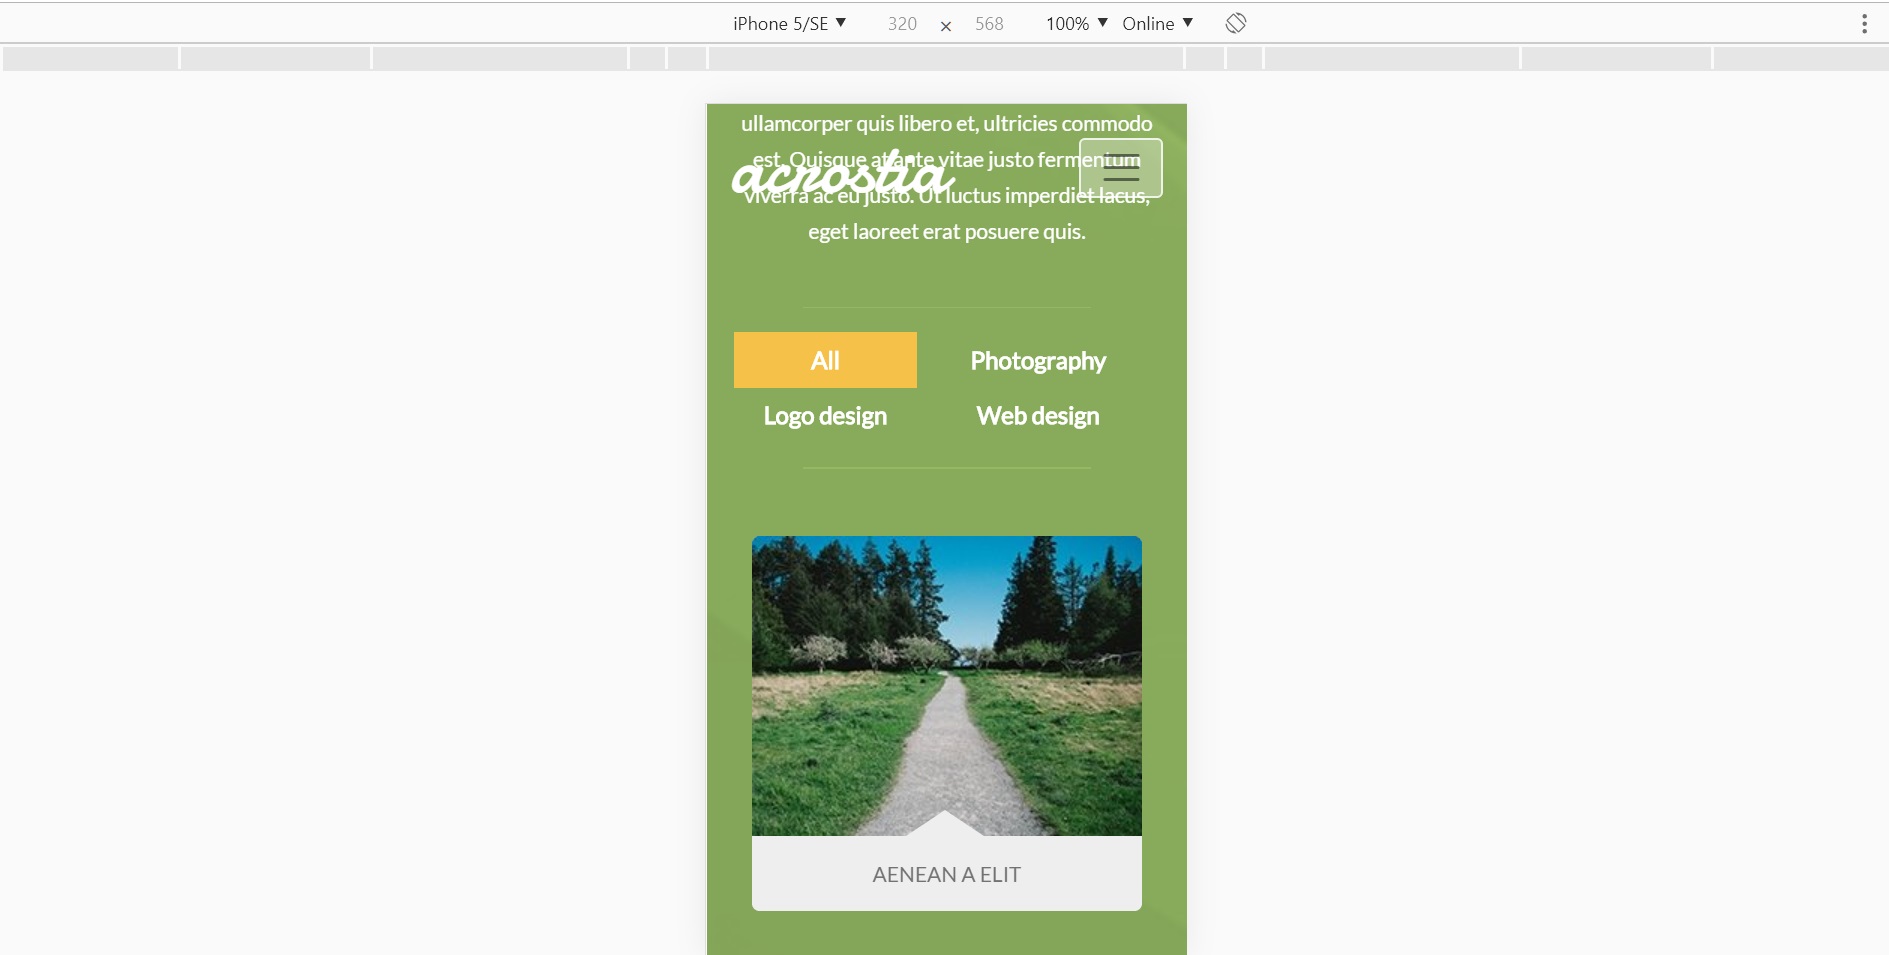 iPhone 5/SE ▼ 320 × 568 100% ▼ Online ▼
ullamcorper quis libero et, ultricies commodo
est. Quisque at ante vitae justo fermentum
acrostia
viverra ac eu justo. Ut luctus imperdiet lacus,
eget laoreet erat posuere quis.
All Photography
Logo design Web design
AENEAN A ELIT